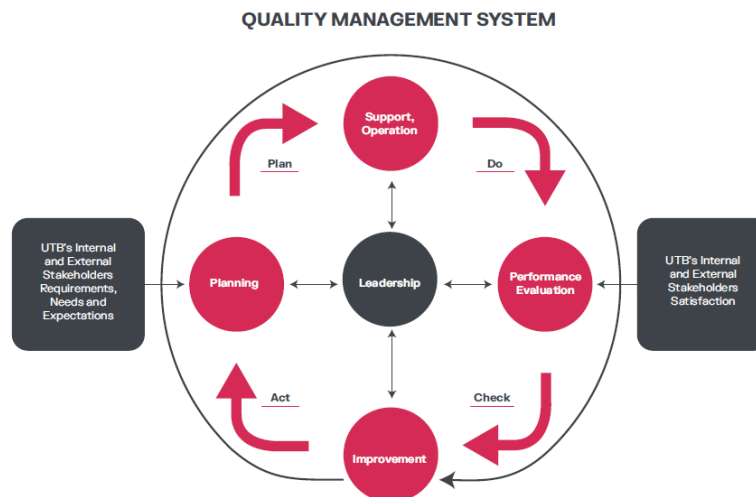 QUALITY MANAGEMENT SYSTEM
Support,
Operation
Plan
Do
UTB's Internal
and External
Stakeholders
Requirements,
Needs and
Expectations
Planning
Leadership
Performance
Evaluation
UTB's Internal
and External
Stakeholders
Satisfaction
Act
Check
Improvement